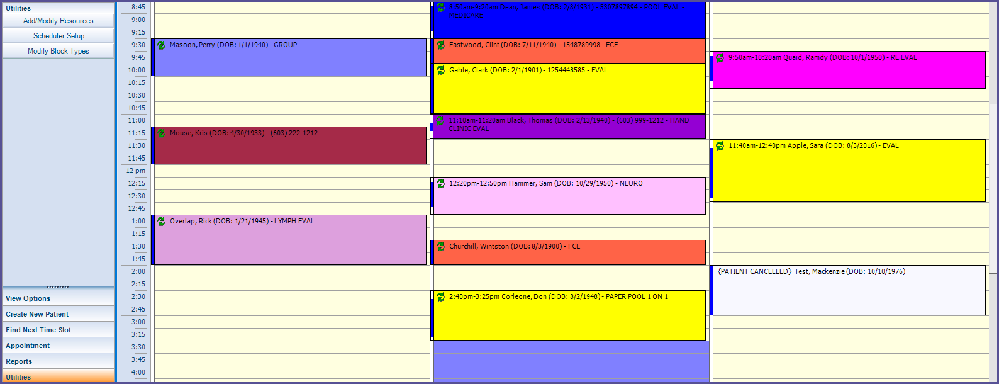 Utilities
Add/Modify Resources
Scheduler Setup
Modify Block Types
View Options
Create New Patient
Find Next Time Slot
Appointment
Reports
Utilities
8:45
9:00
9:15
9:30
9:45
10:00
10:15
10:30
10:45
11:00
11:15
11:30
11:45
12 pm
12:15
12:30
12:45
1:00
1:15
1:30
1:45
2:00
2:15
2:30
2:45
3:00
3:15
3:30
3:45
4:00
Masoon, Perry (DOB: 1/1/1940) - GROUP
Mouse, Kris (DOB: 4/30/1933) - (603) 222-1212
Overlap, Rick (DOB: 1/21/1945) - LYMPH EVAL
8:50am-9:20am Dean, James (DOB: 2/8/1931) - 5307897894 - POOL EVAL -
MEDICARE
Eastwood, Clint (DOB: 7/11/1940) - 1548789998 - FCE
Gable, Clark (DOB: 2/1/1901) - 1254448585 - EVAL
11:10am-11:20am Black, Thomas (DOB: 2/13/1940) - (603) 999-1212 - HAND
CLINIC EVAL
12:20pm-12:50pm Hammer, Sam (DOB: 10/29/1950) - NEURO
Churchill, Wintston (DOB: 8/3/1900) - FCE
2:40pm-3:25pm Corleone, Don (DOB: 8/2/1948) - PAPER POOL 1 ON 1
9:50am-10:20am Quaid, Ramdy (DOB: 10/1/1950) - RE EVAL
11:40am-12:40pm Apple, Sara (DOB: 8/3/2016) - EVAL
{PATIENT CANCELLED} Test, Mackenzie (DOB: 10/10/1976)